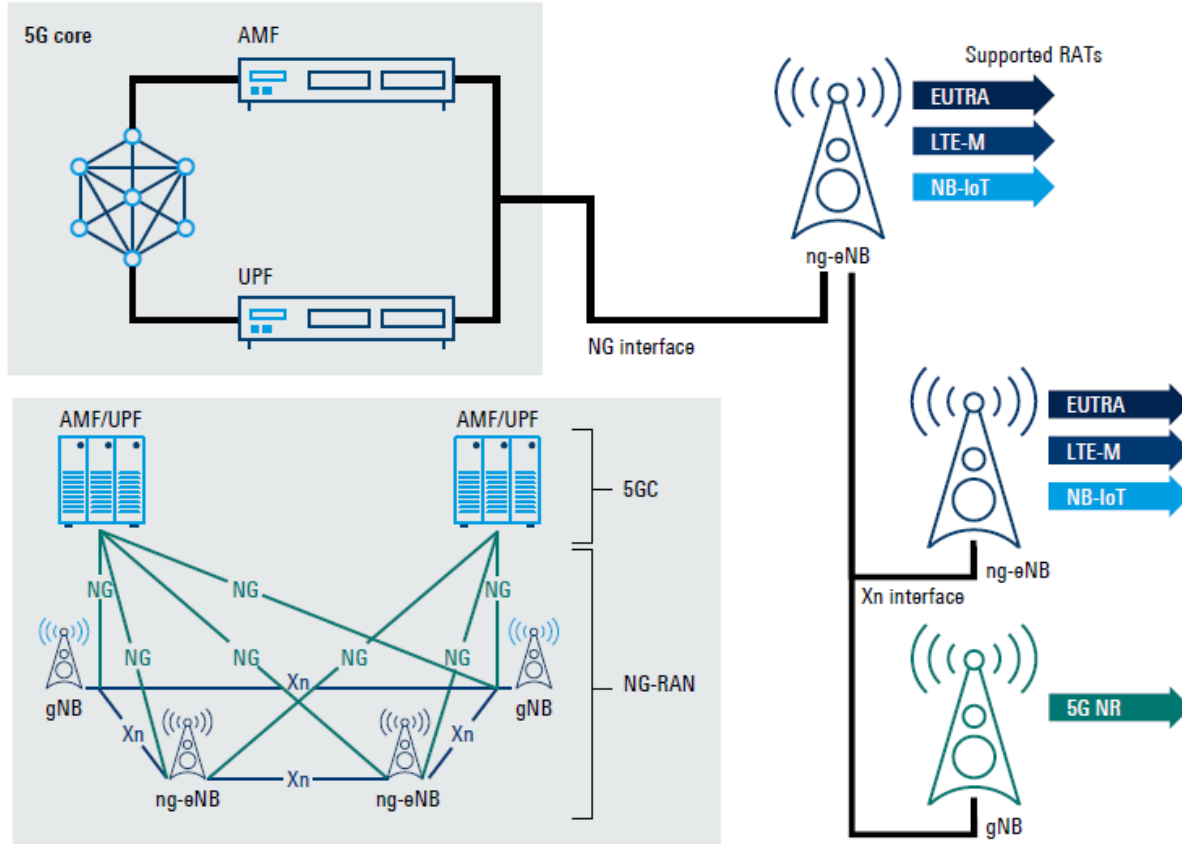 5G core
AMF
UPF
NG interface
Supported RATs
EUTRA
LTE-M
NB-IoT
ng-eNB
EUTRA
LTE-M
NB-IoT
ng-eNB
Xn interface
5G NR
gNB
AMF/UPF
AMF/UPF
5GC
NG
NG
NG
NG
NG
NG
NG
gNB
Xn
gNB
NG-RAN
Xn
Xn
Xn
ng-eNB
ng-eNB